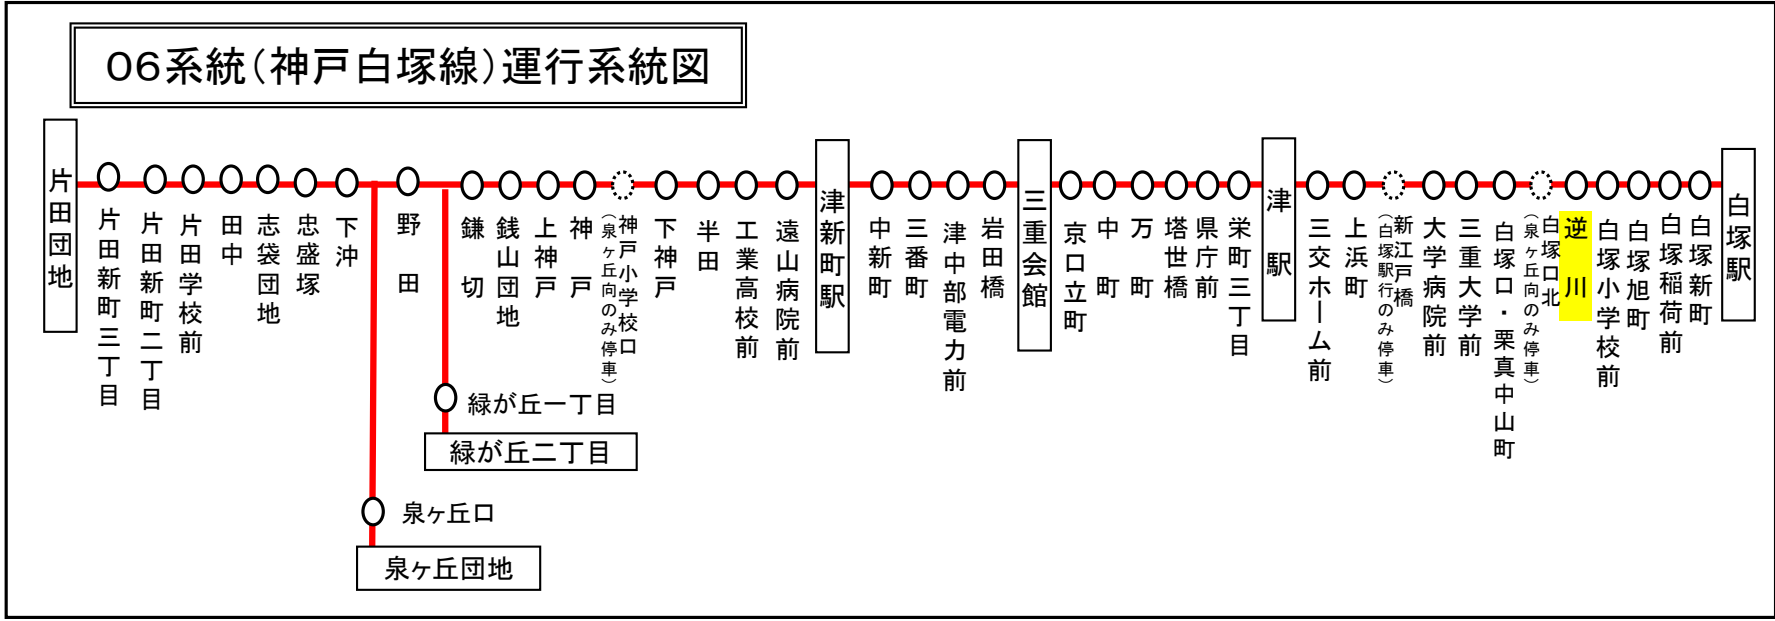 06系統(神戸白塚線)運行系統図
片田団地
片田新町三丁目
片田新町二丁目
片田学校前
田中
志袋団地
忠盛塚
下沖
野田
鎌切
銭山団地
上神戸
神戸
神戸小学校口
(泉ヶ丘向のみ停車)
下神戸
半田
工業高校前
遠山病院前
津新町駅
中新町
三番町
津中部電力前
岩田橋
三重会館
京口立町
中町
万町
塔世橋
県庁前
栄町三丁目
津駅
三交ホーム前
上浜町
新江戸橋
(白塚駅行のみ停車)
大学病院前
三重大学前
白塚口・栗真中山町
白塚口北
(泉ヶ丘向のみ停車)
逆川
白塚小学校前
白塚旭町
白塚稲荷前
白塚新町
白塚駅
緑が丘一丁目
緑が丘二丁目
泉ヶ丘口
泉ヶ丘団地